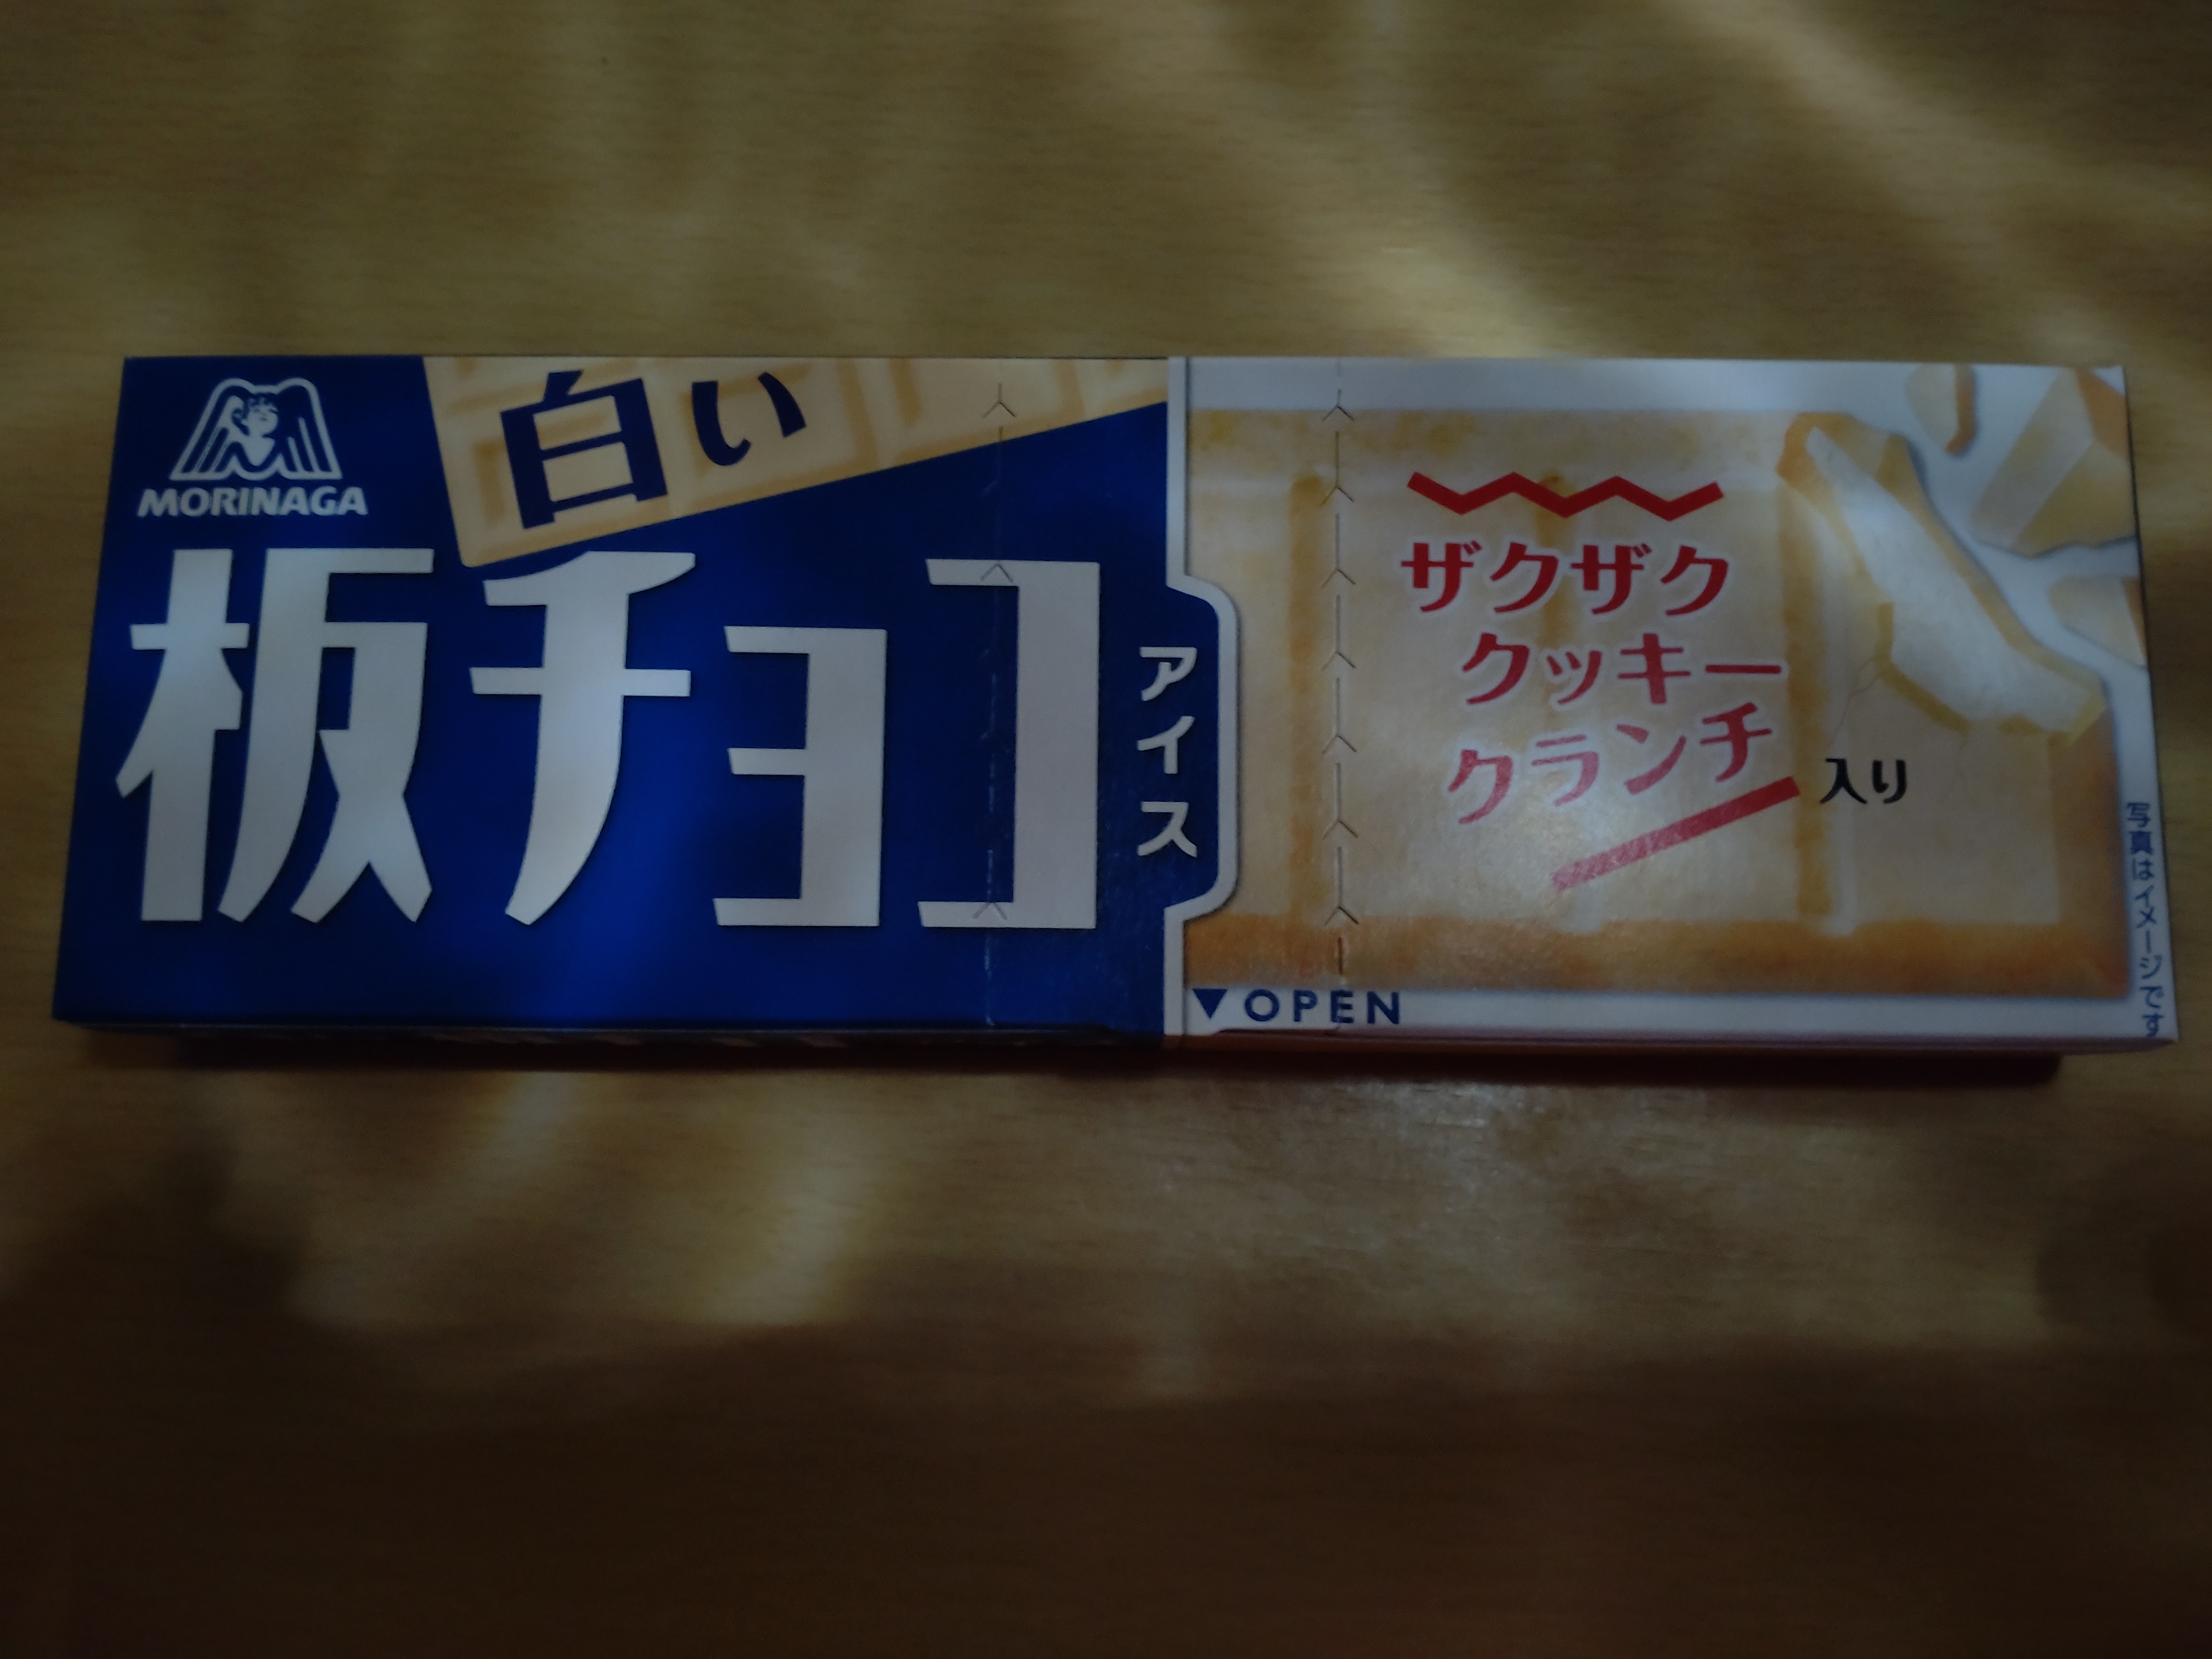 MORINAGA
白い
板チョコ
アイス
ザクザク
クッキー
クランチ
入り
▼OPEN
写真はイメージです